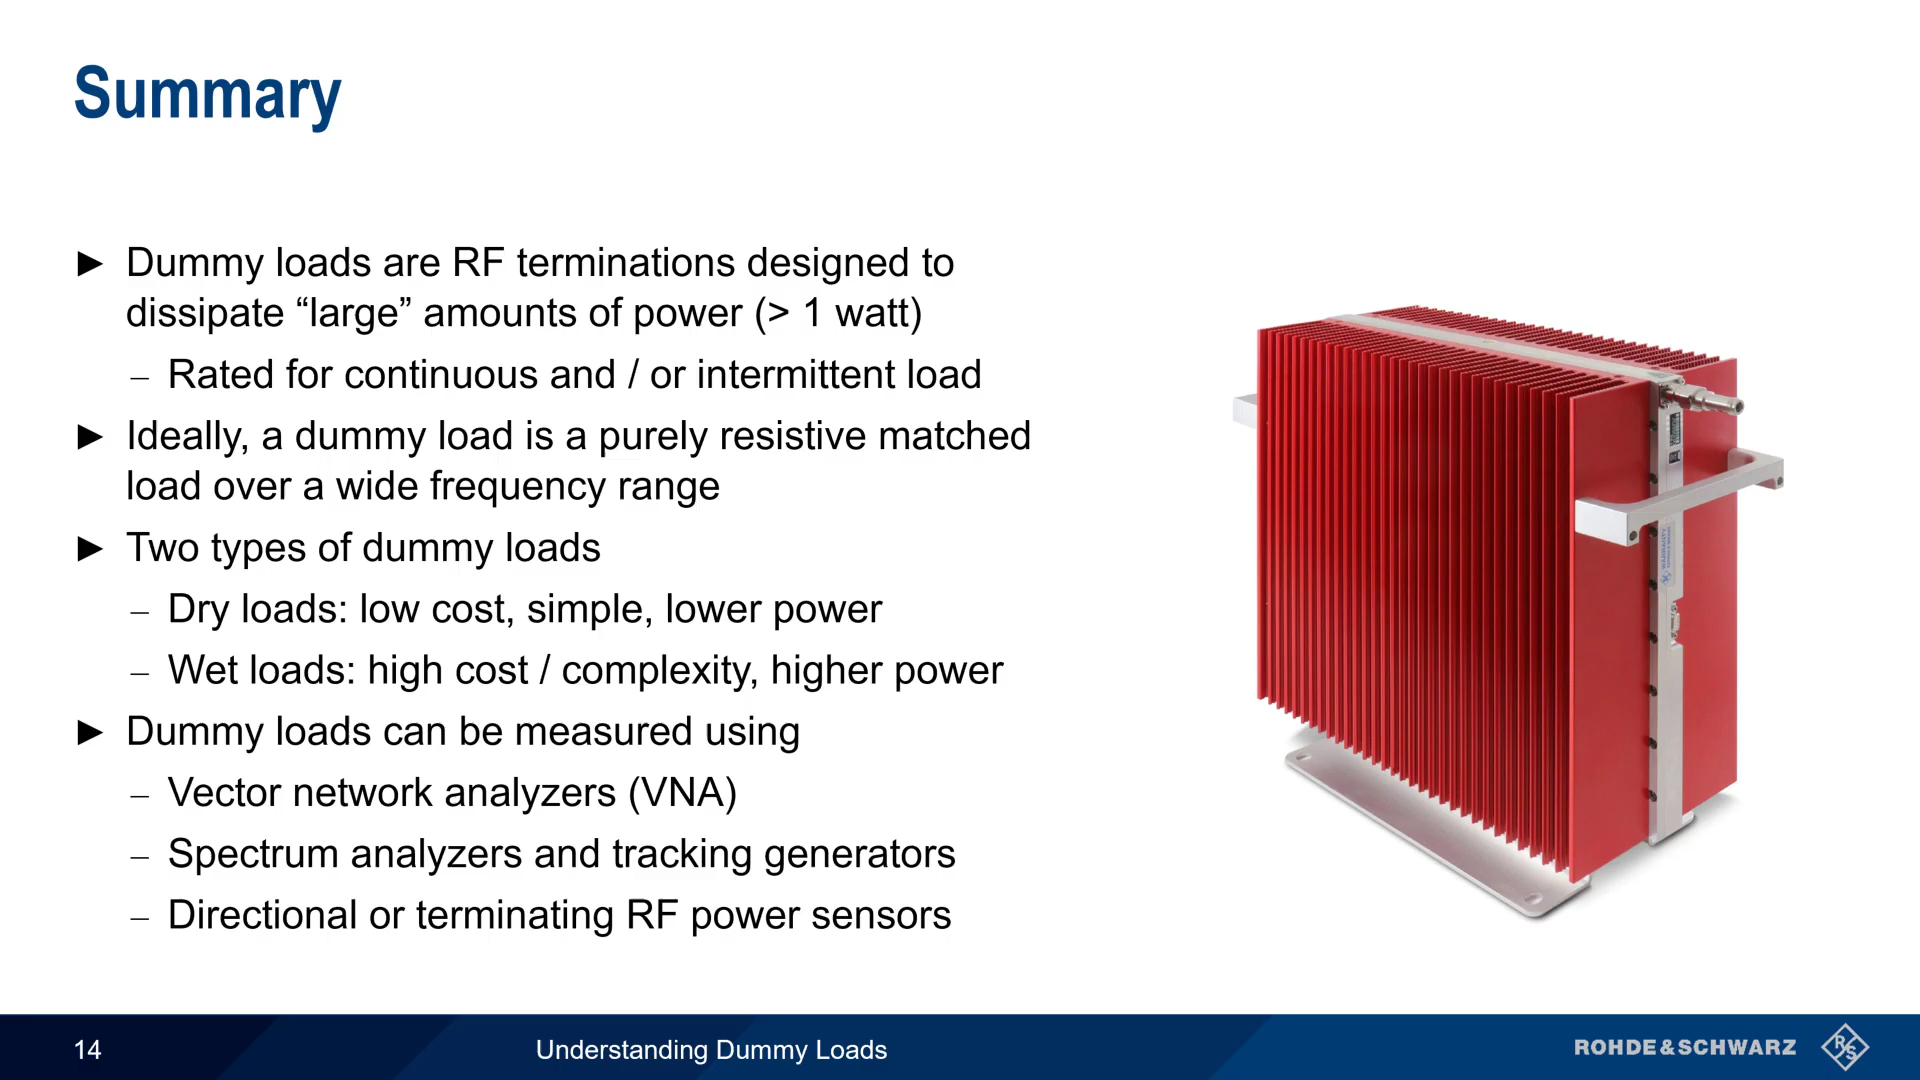 Summary
► Dummy loads are RF terminations designed to
dissipate “large” amounts of power (> 1 watt)
– Rated for continuous and / or intermittent load
► Ideally, a dummy load is a purely resistive matched
load over a wide frequency range
► Two types of dummy loads
– Dry loads: low cost, simple, lower power
– Wet loads: high cost / complexity, higher power
► Dummy loads can be measured using
– Vector network analyzers (VNA)
– Spectrum analyzers and tracking generators
– Directional or terminating RF power sensors
WARRANTY
14
Understanding Dummy Loads
ROHDE & SCHWARZ
R S